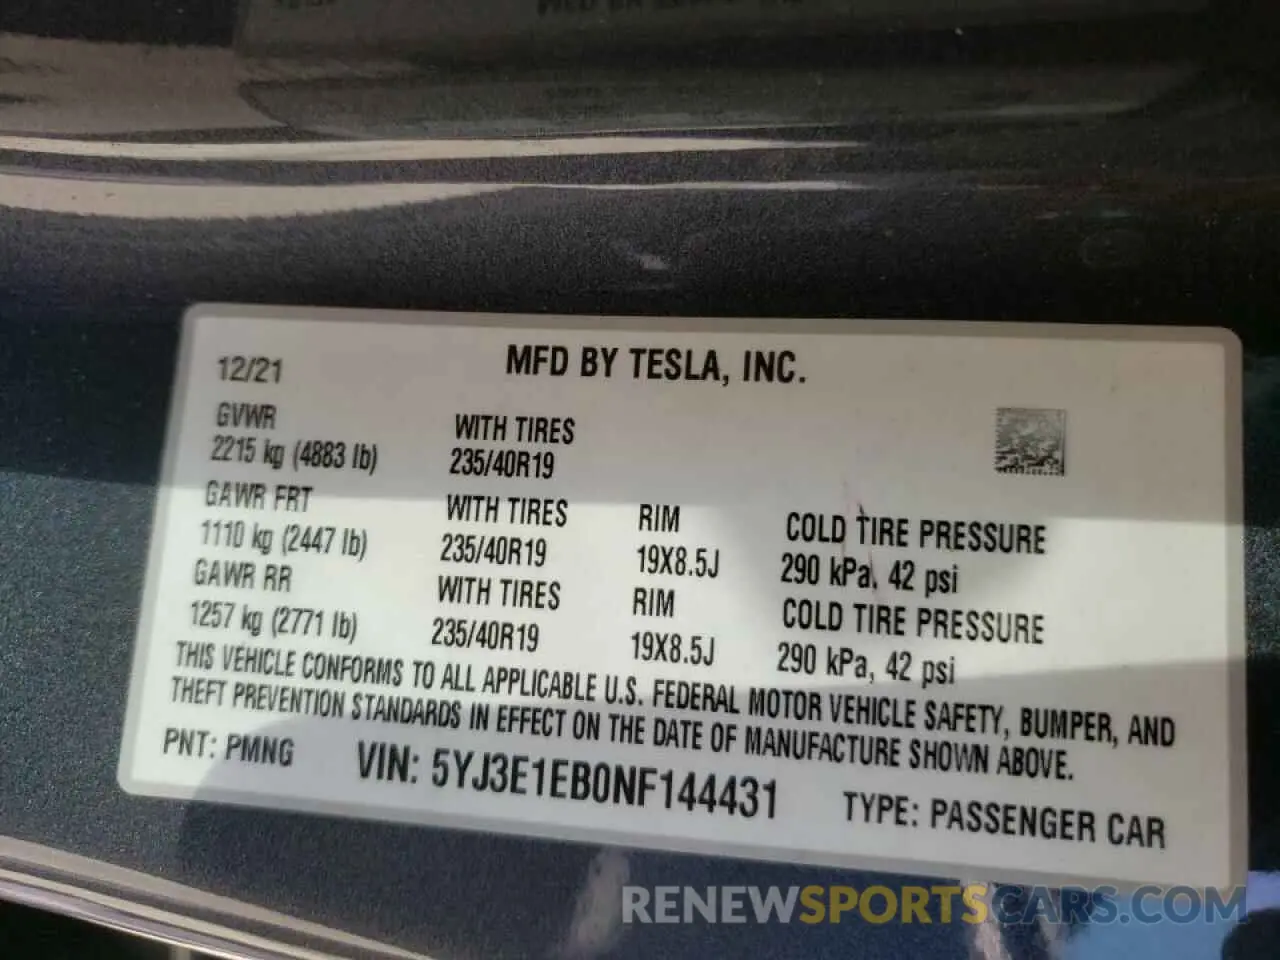 12/21 MFD BY TESLA, INC.
GVWR WITH TIRES
2215 kg (4883 lb) 235/40R19
GAWR FRT WITH TIRES RIM COLD TIRE PRESSURE
1110 kg (2447 lb) 235/40R19 19X8.5J 290 kPa, 42 psi
GAWR RR WITH TIRES RIM COLD TIRE PRESSURE
1257 kg (2771 lb) 235/40R19 19X8.5J 290 kPa, 42 psi
THIS VEHICLE CONFORMS TO ALL APPLICABLE U.S. FEDERAL MOTOR VEHICLE SAFETY, BUMPER, AND
THEFT PREVENTION STANDARDS IN EFFECT ON THE DATE OF MANUFACTURE SHOWN ABOVE.
PNT: PMNG VIN: 5YJ3E1EB0NF144431 TYPE: PASSENGER CAR
RENEWSPORTSCARS.COM